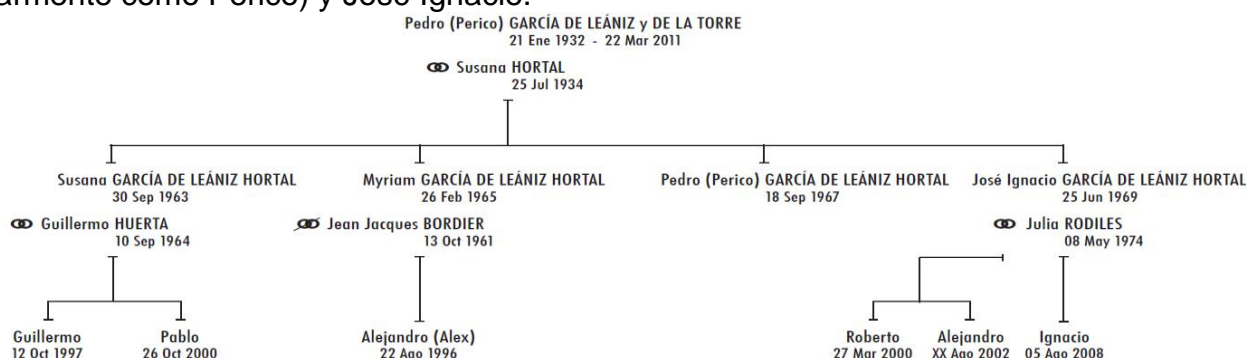 como Perico) y José Ignacio.
Pedro (Perico) GARCÍA DE LEÁNIZ y DE LA TORRE
21 Ene 1932 - 22 Mar 2011
Susana HORTAL
25 Jul 1934
Susana GARCÍA DE LEÁNIZ HORTAL
30 Sep 1963
Guillermo HUERTA
10 Sep 1964
Myriam GARCÍA DE LEÁNIZ HORTAL
26 Feb 1965
Jean Jacques BORDIER
13 Oct 1961
Pedro (Perico) GARCÍA DE LEÁNIZ HORTAL
18 Sep 1967
José Ignacio GARCÍA DE LEÁNIZ HORTAL
25 Jun 1969
Julia RODILES
08 May 1974
Guillermo
12 Oct 1997
Pablo
26 Oct 2000
Alejandro (Alex)
22 Ago 1996
Roberto
27 Mar 2000
Alejandro
XX Ago 2002
Ignacio
05 Ago 2008